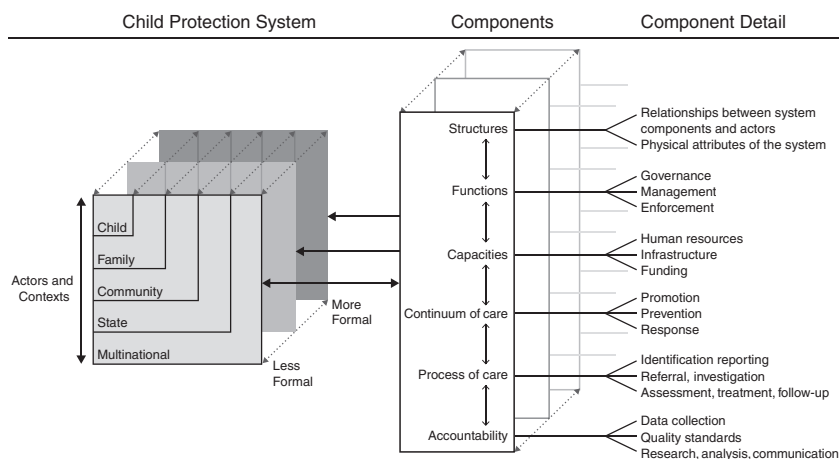 Child Protection System
Components
Component Detail
Actors and
Contexts
Child
Family
Community
State
Multinational
Less
Formal
More
Formal
Structures
Functions
Capacities
Continuum of care
Process of care
Accountability
Relationships between system
components and actors
Physical attributes of the system
Governance
Management
Enforcement
Human resources
Infrastructure
Funding
Promotion
Prevention
Response
Identification reporting
Referral, investigation
Assessment, treatment, follow-up
Data collection
Quality standards
Research, analysis, communication